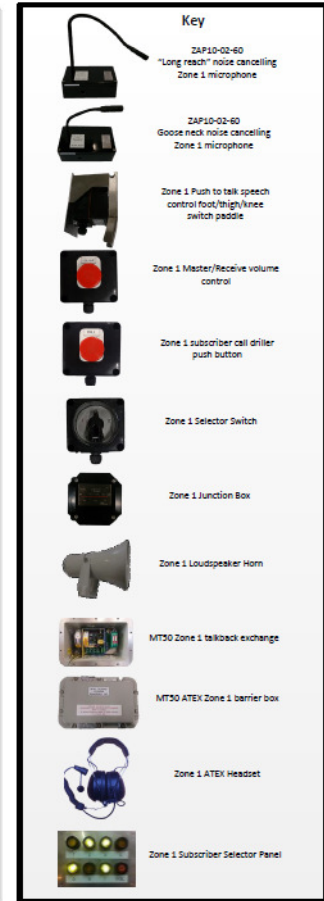 Key
ZAP10-02-60
"Long reach" noise cancelling
Zone 1 microphone
ZAP10-02-60
Goose neck noise cancelling
Zone 1 microphone
Zone 1 Push to talk speech
control foot/thigh/knee
switch paddle
Zone 1 Master/Receive volume
control
Zone 1 subscriber call driller
push button
Zone 1 Selector Switch
Zone 1 Junction Box
Zone 1 Loudspeaker Horn
MT50 Zone 1 talkback exchange
MT50 ATEX Zone 1 barrier box
Zone 1 ATEX Headset
Zone 1 Subscriber Selector Panel